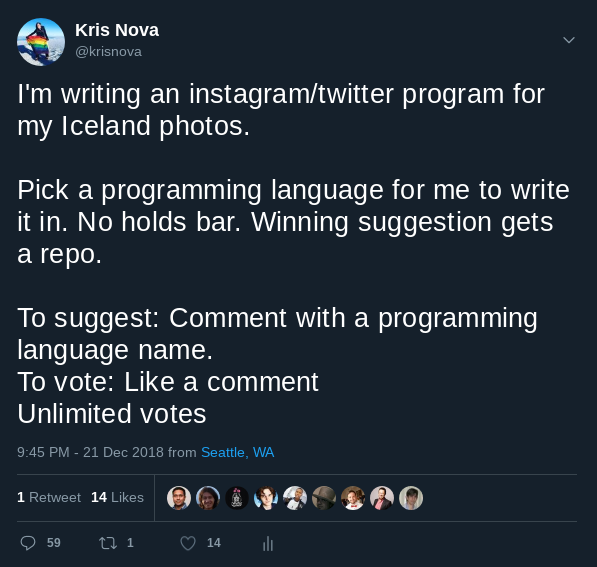 Kris Nova
@krisnova
I'm writing an instagram/twitter program for
my Iceland photos.
Pick a programming language for me to write
it in. No holds bar. Winning suggestion gets
a repo.
To suggest: Comment with a programming
language name.
To vote: Like a comment
Unlimited votes
9:45 PM - 21 Dec 2018 from Seattle, WA
1 Retweet 14 Likes
59 1 14